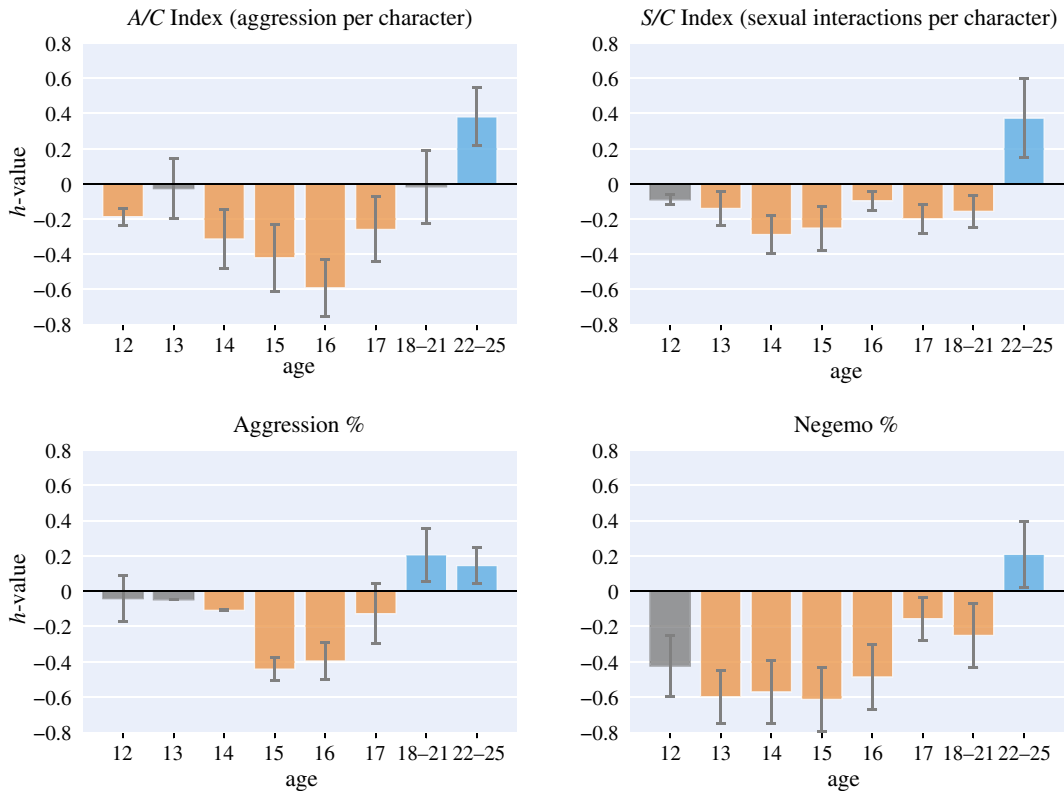 A/C Index (aggression per character)
S/C Index (sexual interactions per character)
0.8
0.6
0.4
0.2
0
−0.2
−0.4
−0.6
−0.8
h-value
12 13 14 15 16 17 18–21 22–25
age
0.8
0.6
0.4
0.2
0
−0.2
−0.4
−0.6
−0.8
12 13 14 15 16 17 18–21 22–25
age
Aggression %
Negemo %
0.8
0.6
0.4
0.2
0
−0.2
−0.4
−0.6
−0.8
h-value
12 13 14 15 16 17 18–21 22–25
age
0.8
0.6
0.4
0.2
0
−0.2
−0.4
−0.6
−0.8
12 13 14 15 16 17 18–21 22–25
age